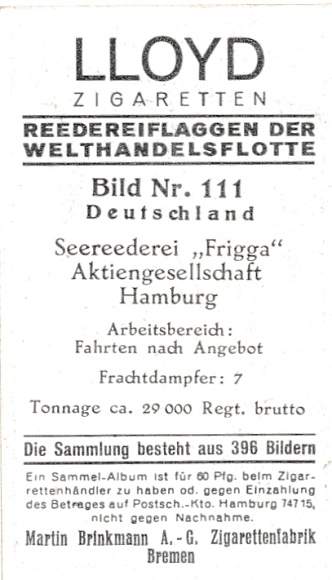 LLOYD
ZIGARETTEN
REEDEREIFLAGGEN DER
WELTHANDELSFLOTTE
Bild Nr. 111
Deutschland
Seereederei „Frigga“
Aktiengesellschaft
Hamburg
Arbeitsbereich:
Fahrten nach Angebot
Frachtdampfer: 7
Tonnage ca. 29 000 Regt. brutto
Die Sammlung besteht aus 396 Bildern
Ein Sammel-Album ist für 60 Pfg. beim Zigar-
rettenhändler zu haben od. gegen Einzahlung
des Betrages auf Postsch.-Kto. Hamburg 74715,
nicht gegen Nachnahme.
Martin Brinkmann A.-G. Zigarettenfabrik
Bremen